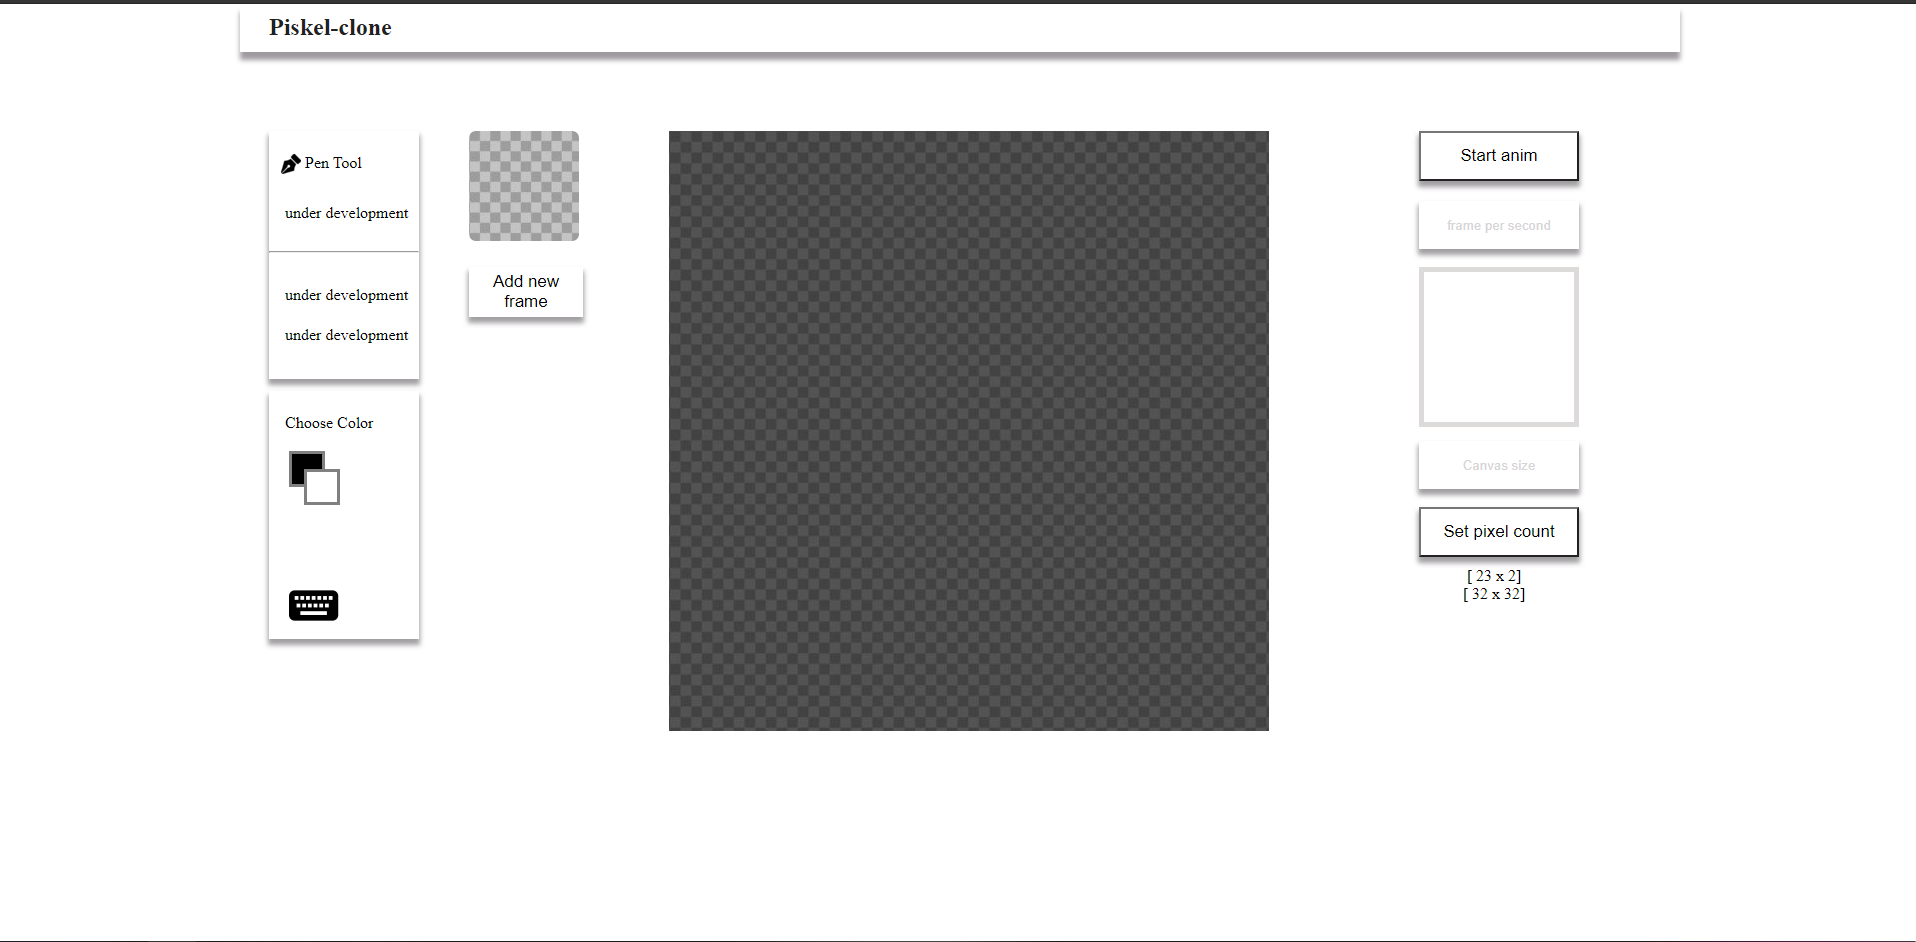 Piskel-clone
Pen Tool
under development
under development
under development
Choose Color
Add new
frame
Start anim
frame per second
Canvas size
Set pixel count
[ 23 x 2]
[ 32 x 32]